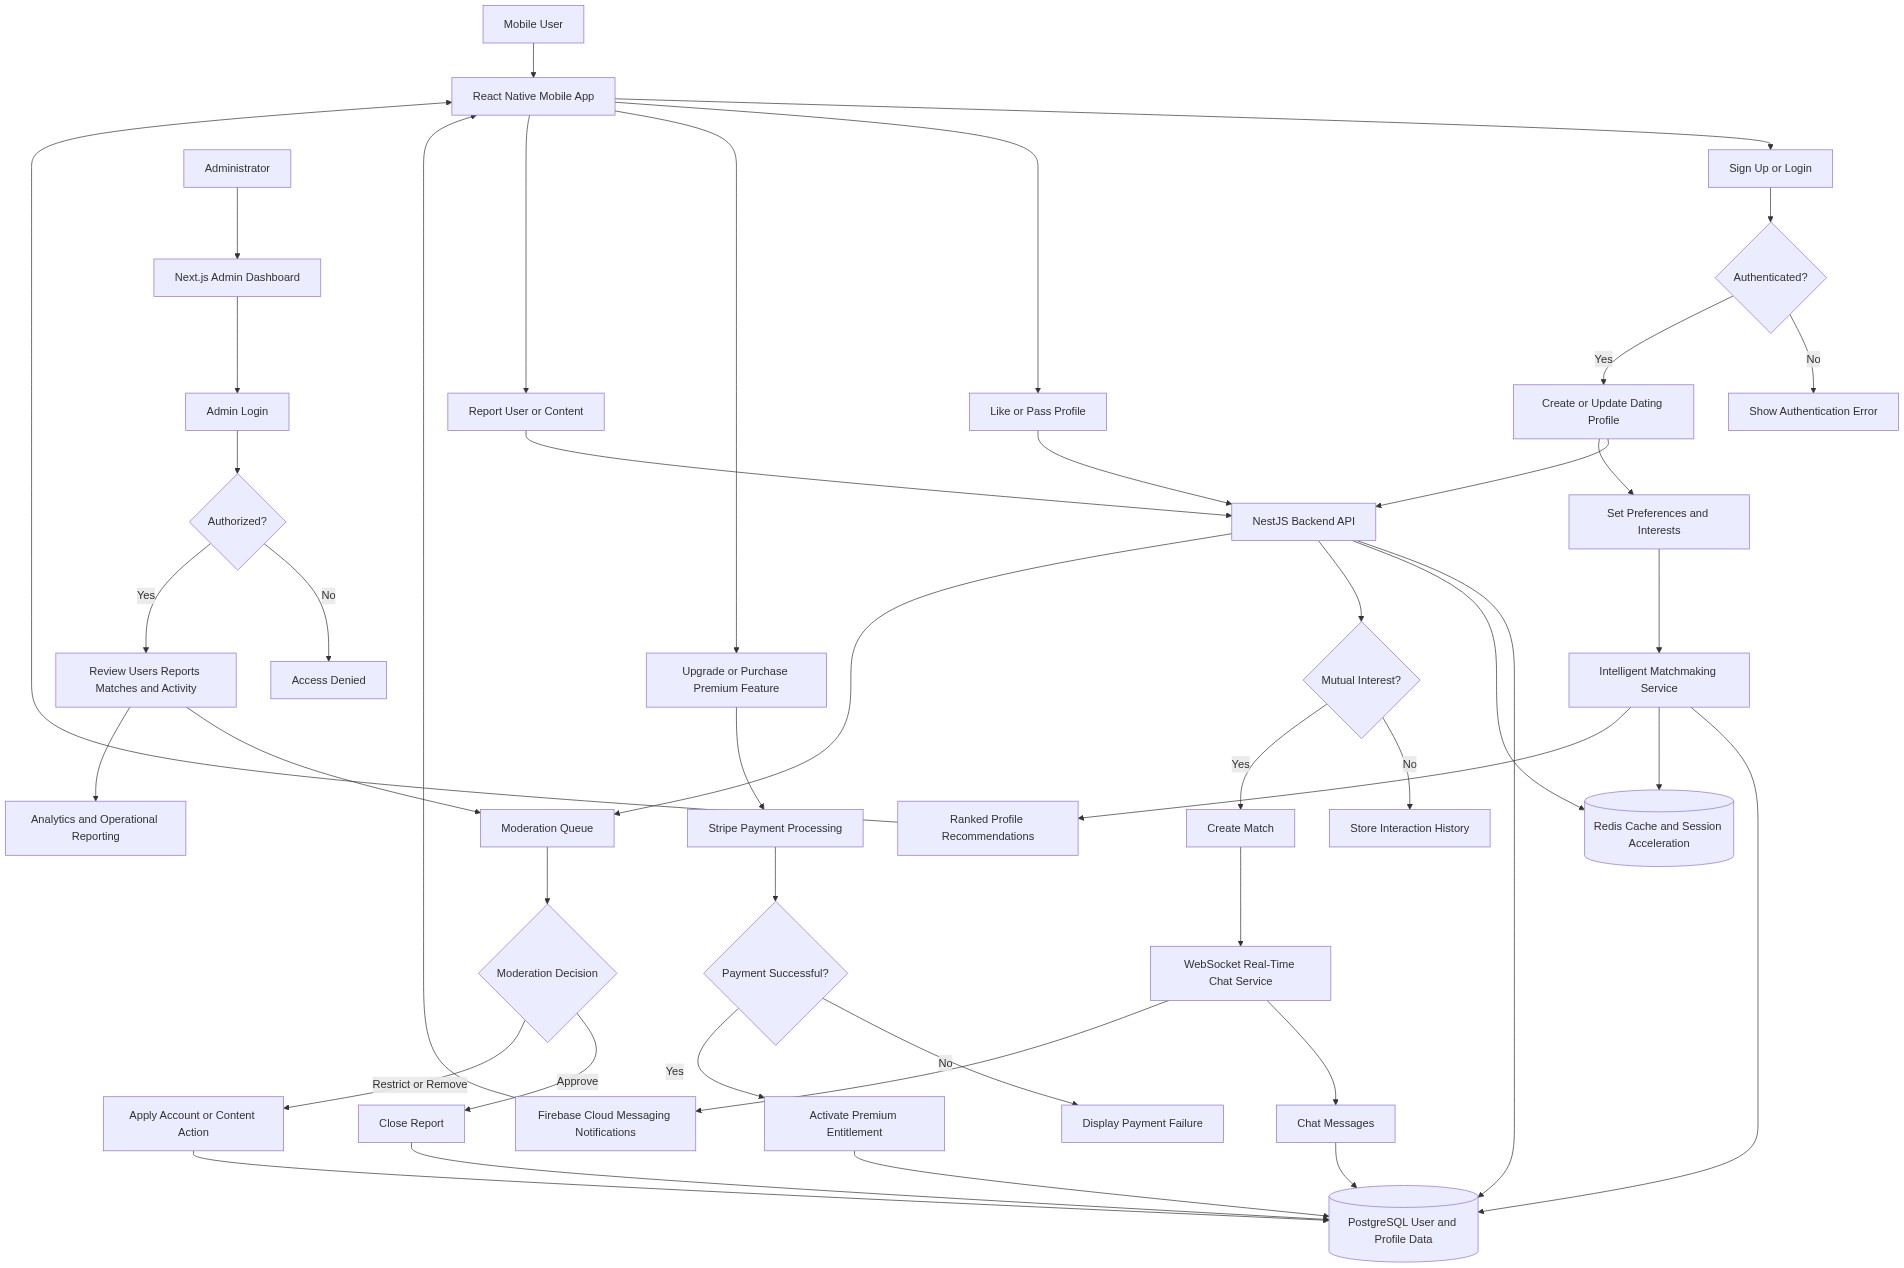 Mobile User
React Native Mobile App
Administrator
Sign Up or Login
Next.js Admin Dashboard
Authenticated?
Yes
No
Admin Login
Report User or Content
Like or Pass Profile
Create or Update Dating
Profile
Show Authentication Error
Authorized?
NestJS Backend API
Set Preferences and
Interests
Yes
No
Review Users Reports
Matches and Activity
Access Denied
Upgrade or Purchase
Premium Feature
Mutual Interest?
Intelligent Matchmaking
Service
Yes
No
Analytics and Operational
Reporting
Moderation Queue
Stripe Payment Processing
Ranked Profile
Recommendations
Create Match
Store Interaction History
Redis Cache and Session
Acceleration
Moderation Decision
Payment Successful?
WebSocket Real-Time
Chat Service
Restrict or Remove
Approve
Yes
No
Apply Account or Content
Action
Close Report
Firebase Cloud Messaging
Notifications
Activate Premium
Entitlement
Display Payment Failure
Chat Messages
PostgreSQL User and
Profile Data